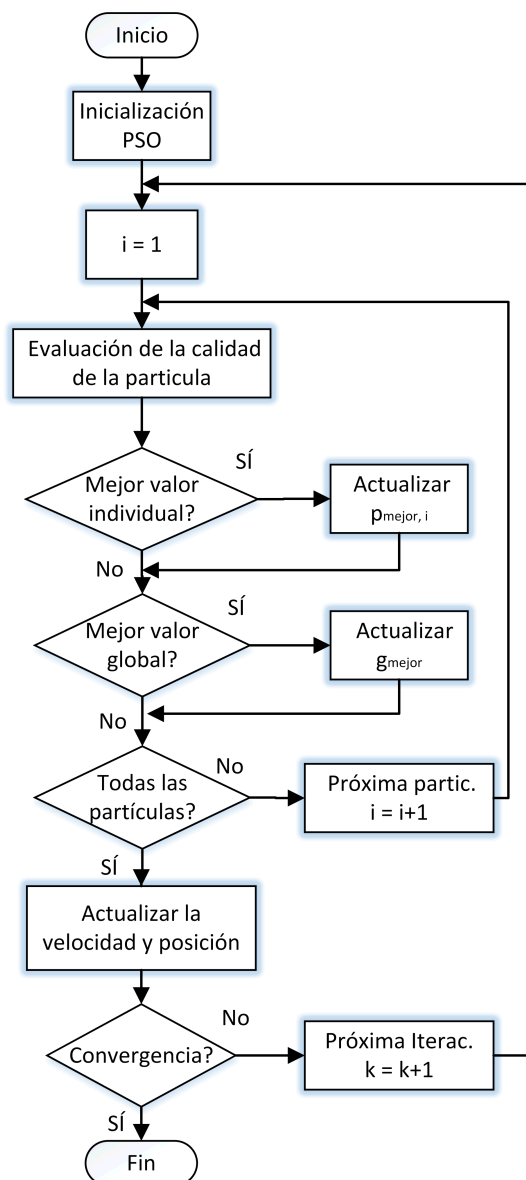 Inicio
Inicialización
PSO
i = 1
Evaluación de la calidad
de la particula
Mejor valor
individual?
SÍ
Actualizar
pmejor, i
No
Mejor valor
global?
SÍ
Actualizar
gmejor
No
Todas las
partículas?
No
Próxima partic.
i = i+1
SÍ
Actualizar la
velocidad y posición
Convergencia?
No
Próxima Iterac.
k = k+1
SÍ
Fin